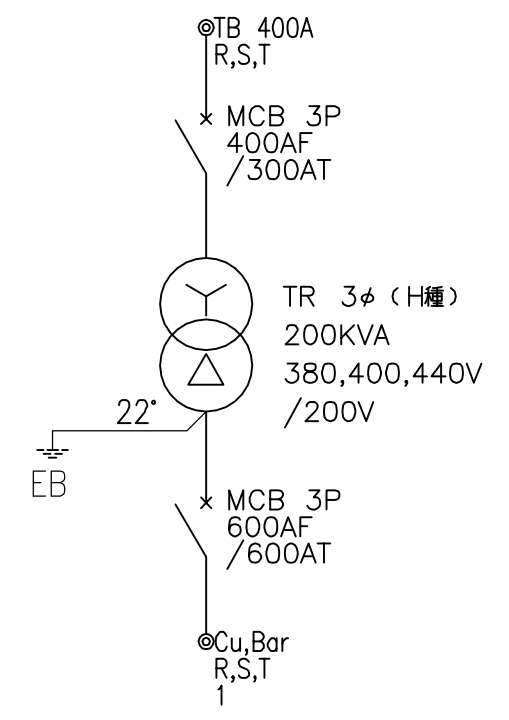 TB 400A
R,S,T
MCB 3P
400AF
/300AT
TR 3φ (H種)
200KVA
380,400,440V
/200V
22°
EB
MCB 3P
600AF
/600AT
Cu,Bar
R,S,T
1